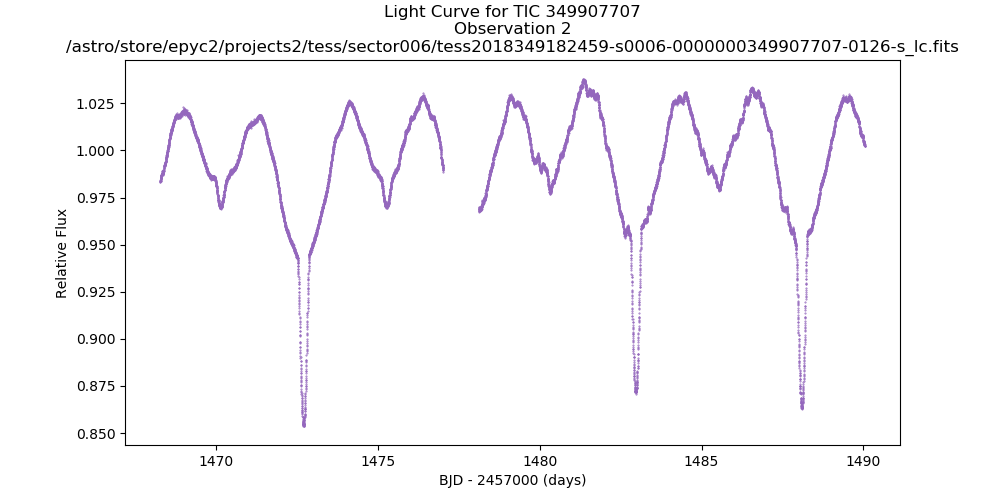 Light Curve for TIC 349907707
Observation 2
/astro/store/epyc2/projects2/tess/sector006/tess2018349182459-s0006-0000000349907707-0126-s_lc.fits
1.025
1.000
0.975
0.950
0.925
0.900
0.875
0.850
Relative Flux
1470 1475 1480 1485 1490
BJD - 2457000 (days)